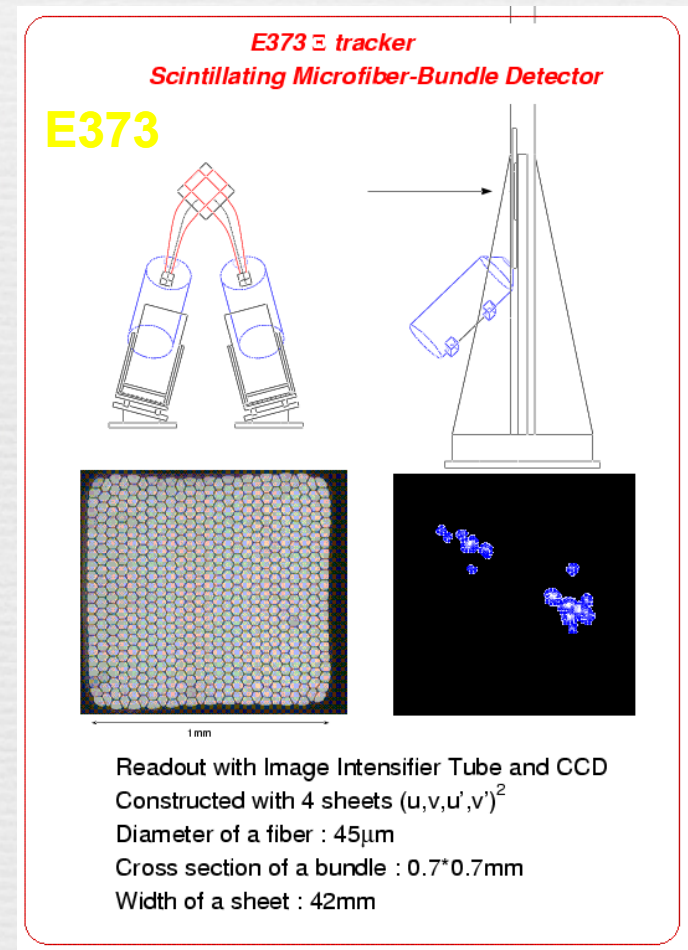 E373 Ξ tracker
Scintillating Microfiber-Bundle Detector
E373
1mm
Readout with Image Intensifier Tube and CCD
Constructed with 4 sheets (u,v,u',v')²
Diameter of a fiber : 45μm
Cross section of a bundle : 0.7*0.7mm
Width of a sheet : 42mm